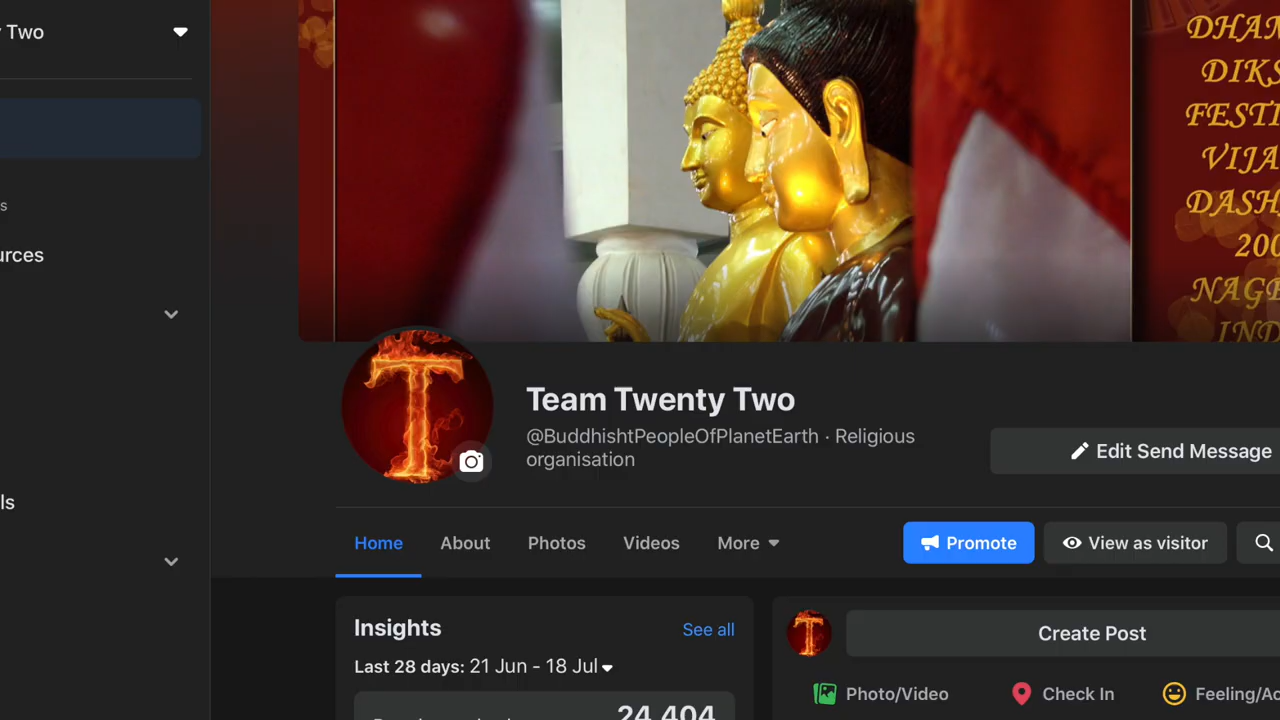 Two
DHAM
DIKS
FESTI
VIJA
DASH
200
NAG
IND
s
urces
Team Twenty Two
@BuddhishtPeopleOfPlanetEarth · Religious
organisation
Edit Send Message
ls
Home About Photos Videos More
Promote View as visitor
Insights See all
Create Post
Last 28 days: 21 Jun - 18 Jul
Photo/Video Check In Feeling/Ac
24,404